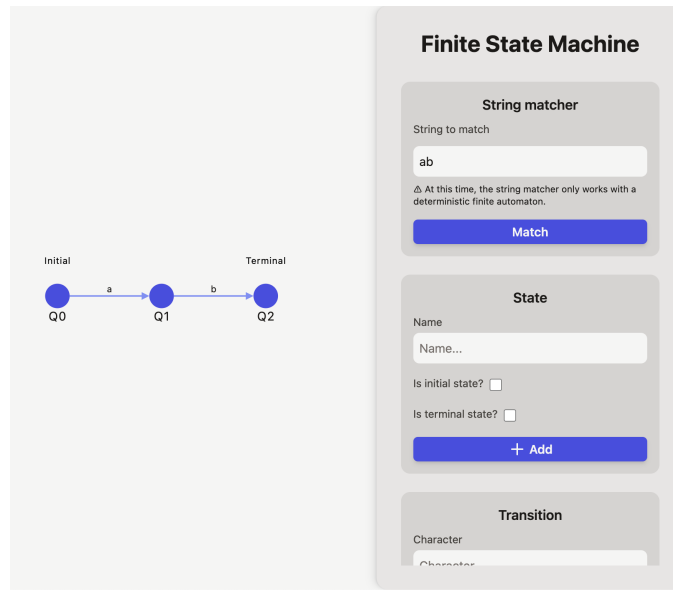 Finite State Machine
String matcher
String to match
ab
⚠ At this time, the string matcher only works with a
deterministic finite automaton.
Match
Initial
Terminal
a
b
Q0
Q1
Q2
State
Name
Name...
Is initial state?
Is terminal state?
+ Add
Transition
Character
Character